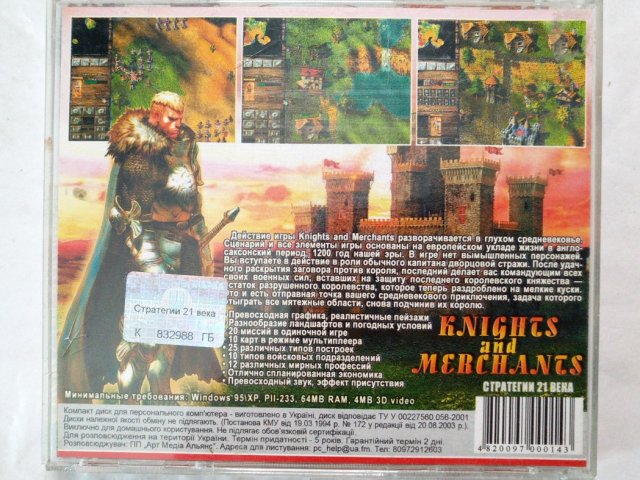 Действие игры Knights and Merchants разворачивается в глухом средневековье.
Сценарий и все элементы игры основаны на европейском укладе жизни в англо-
саксонский период, 1200 год нашей эры. В игре нет вымышленных персонажей.
Вы вступаете в действие в роли обычного капитана дворцовой стражи. После удач-
ного раскрытия заговора против короля, последний делает вас командующим всех
своих военных сил, вставших на защиту последнего королевского княжества —
остаток разрушенного королевства, которое теперь раздроблено на мелкие куски.
Это и есть отправная точка вашего средневекового приключения, задача которого
отыграть все мятежные области, снова подчинив их королю.
Превосходная графика, реалистичные пейзажи
Разнообразие ландшафтов и погодных условий
• 20 миссий в одиночной игре
• 10 карт в режиме мультиплеера
• 25 различных типов построек
• 10 типов войсковых подразделений
• 12 различных мирных профессий
• Отлично спланированная экономика
• Превосходный звук, эффект присутствия
Стратегии 21 века
К 832988 ГБ
KNIGHTS
and
MERCHANTS
СТРАТЕГИИ 21 ВЕКА
Минимальные требования: Windows 95\XP, PII-233, 64MB RAM, 4MB 3D video
Компакт диск для персонального комп'ютера - виготовлено в Україні, диск відповідає ТУ У 00227560.056-2001
Диски належної якості обміну не підлягають. (Постанова КМУ від 19.03.1994 р. № 172 у редакції від 20.08.2003 р.)
Виключно для домашнього користування. Не підлягає обов'язковій сертифікації.
Для розповсюдження на території України. Термін придатності - 5 років. Гарантійний термін 2 дні.
Розповсюджувач: ПП „Арт Медіа Альянс". Адреса для листування: pc_help@ua.fm. Тел.: 80972912603
4 820097 000143